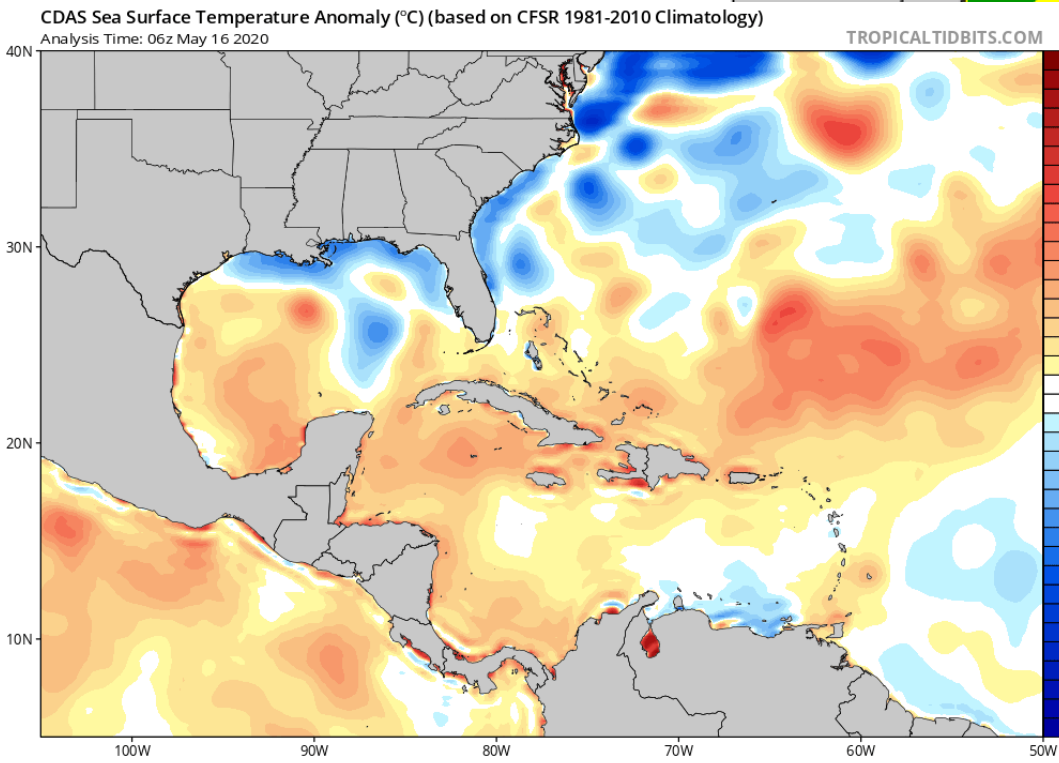 CDAS Sea Surface Temperature Anomaly (°C) (based on CFSR 1981-2010 Climatology)
Analysis Time: 06z May 16 2020
TROPICALTIDBITS.COM
40N
30N
20N
10N
100W
90W
80W
70W
60W
50W